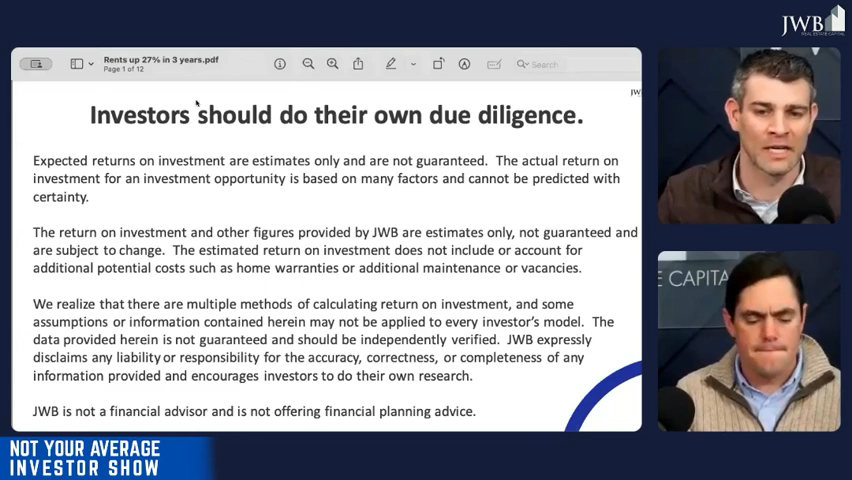 JWB
REAL ESTATE CAPITAL
Rents up 27% in 3 years.pdf
Page 1 of 12
Search
JW
Investors should do their own due diligence.
Expected returns on investment are estimates only and are not guaranteed. The actual return on
investment for an investment opportunity is based on many factors and cannot be predicted with
certainty.
The return on investment and other figures provided by JWB are estimates only, not guaranteed and
are subject to change. The estimated return on investment does not include or account for
additional potential costs such as home warranties or additional maintenance or vacancies.
We realize that there are multiple methods of calculating return on investment, and some
assumptions or information contained herein may not be applied to every investor's model. The
data provided herein is not guaranteed and should be independently verified. JWB expressly
disclaims any liability or responsibility for the accuracy, correctness, or completeness of any
information provided and encourages investors to do their own research.
JWB is not a financial advisor and is not offering financial planning advice.
E CAPITA
NOT YOUR AVERAGE
INVESTOR SHOW